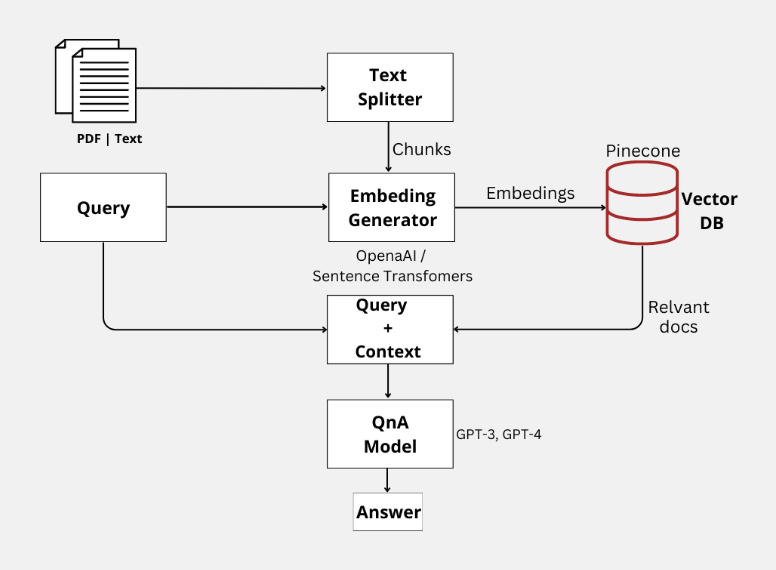 Text
Splitter
PDF | Text
Chunks
Pinecone
Query
Embeding
Generator
Embedings
Vector
DB
OpenaAI /
Sentence Transfomers
Query
+
Context
Relvant
docs
QnA
Model
GPT-3, GPT-4
Answer